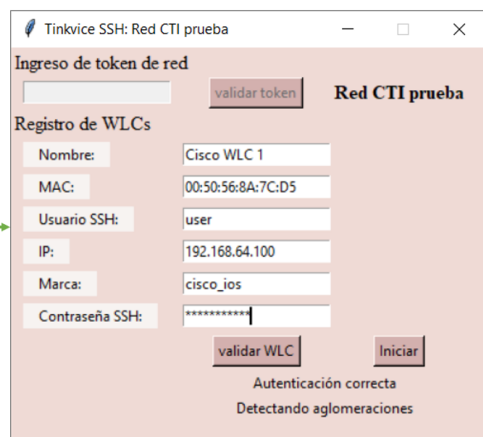 Tinkvice SSH: Red CTI prueba
Ingreso de token de red
validar token Red CTI prueba
Registro de WLCs
Nombre: Cisco WLC 1
MAC: 00:50:56:8A:7C:D5
Usuario SSH: user
IP: 192.168.64.100
Marca: cisco_ios
Contraseña SSH: ***********
validar WLC Iniciar
Autenticación correcta
Detectando aglomeraciones